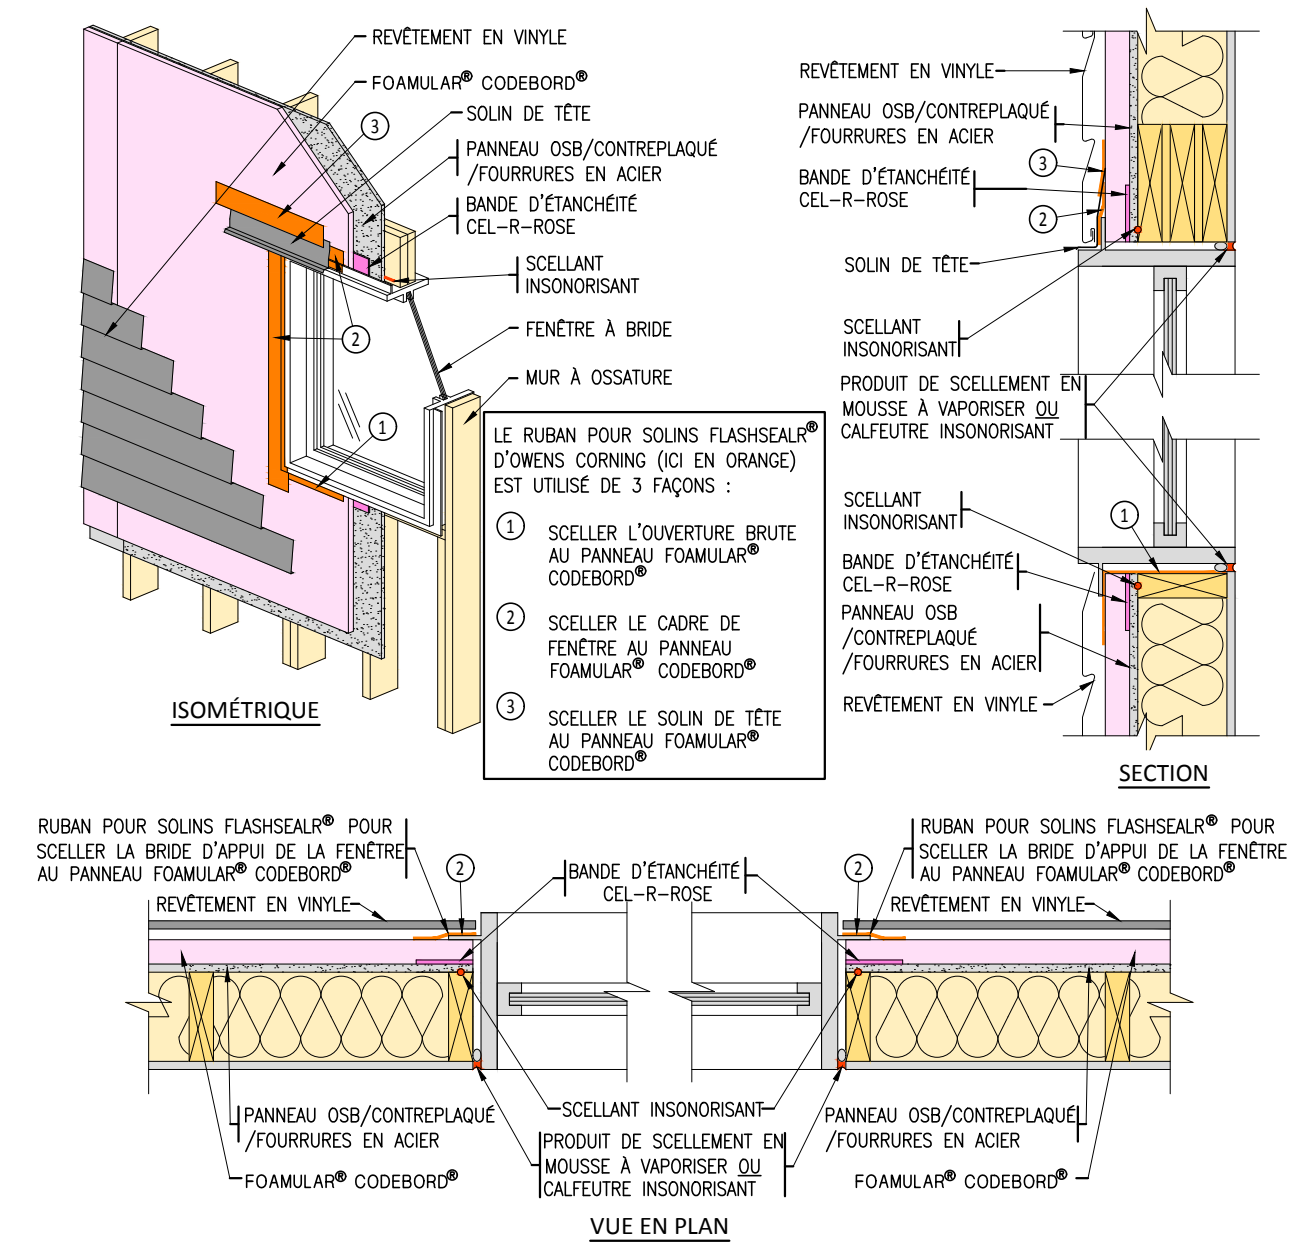 REVÊTEMENT EN VINYLE
FOAMULAR® CODEBORD®
SOLIN DE TÊTE
3
PANNEAU OSB/CONTREPLAQUÉ
/FOURRURES EN ACIER
BANDE D'ÉTANCHÉITÉ
CEL-R-ROSE
SCELLANT
INSONORISANT
2
FENÊTRE À BRIDE
MUR À OSSATURE
1
ISOMÉTRIQUE
LE RUBAN POUR SOLINS FLASHSEALR®
D'OWENS CORNING (ICI EN ORANGE)
EST UTILISÉ DE 3 FAÇONS :
1 SCELLER L'OUVERTURE BRUTE
AU PANNEAU FOAMULAR®
CODEBORD®
2 SCELLER LE CADRE DE
FENÊTRE AU PANNEAU
FOAMULAR® CODEBORD®
3 SCELLER LE SOLIN DE TÊTE
AU PANNEAU FOAMULAR®
CODEBORD®
REVÊTEMENT EN VINYLE
PANNEAU OSB/CONTREPLAQUÉ
/FOURRURES EN ACIER
3
BANDE D'ÉTANCHÉITÉ
CEL-R-ROSE
2
SOLIN DE TÊTE
SCELLANT
INSONORISANT
PRODUIT DE SCELLEMENT EN
MOUSSE À VAPORISER OU
CALFEUTRE INSONORISANT
SCELLANT
INSONORISANT
1
BANDE D'ÉTANCHÉITÉ
CEL-R-ROSE
PANNEAU OSB
/CONTREPLAQUÉ
/FOURRURES EN ACIER
REVÊTEMENT EN VINYLE
SECTION
RUBAN POUR SOLINS FLASHSEALR® POUR
SCELLER LA BRIDE D'APPUI DE LA FENÊTRE
AU PANNEAU FOAMULAR® CODEBORD®
2
REVÊTEMENT EN VINYLE
BANDE D'ÉTANCHÉITÉ
CEL-R-ROSE
RUBAN POUR SOLINS FLASHSEALR® POUR
SCELLER LA BRIDE D'APPUI DE LA FENÊTRE
AU PANNEAU FOAMULAR® CODEBORD®
2
REVÊTEMENT EN VINYLE
PANNEAU OSB/CONTREPLAQUÉ
/FOURRURES EN ACIER
FOAMULAR® CODEBORD®
SCELLANT INSONORISANT
PRODUIT DE SCELLEMENT EN
MOUSSE À VAPORISER OU
CALFEUTRE INSONORISANT
PANNEAU OSB/CONTREPLAQUÉ
/FOURRURES EN ACIER
FOAMULAR® CODEBORD®
VUE EN PLAN